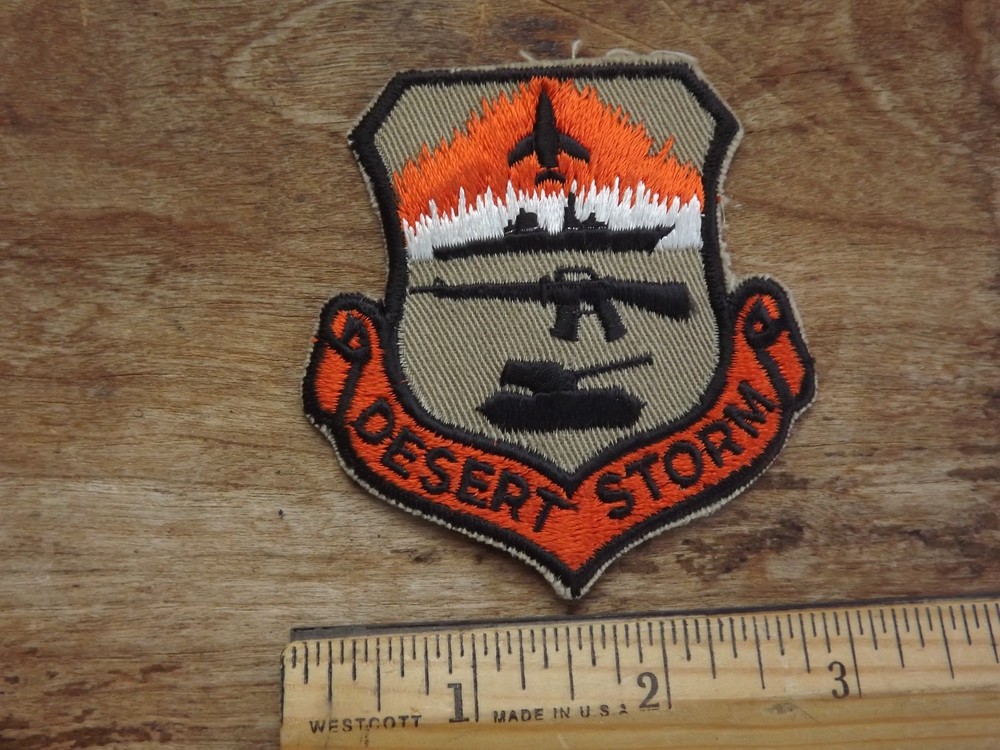 DESERT STORM
1 2 3
WESTCOTT MADE IN U.S.A